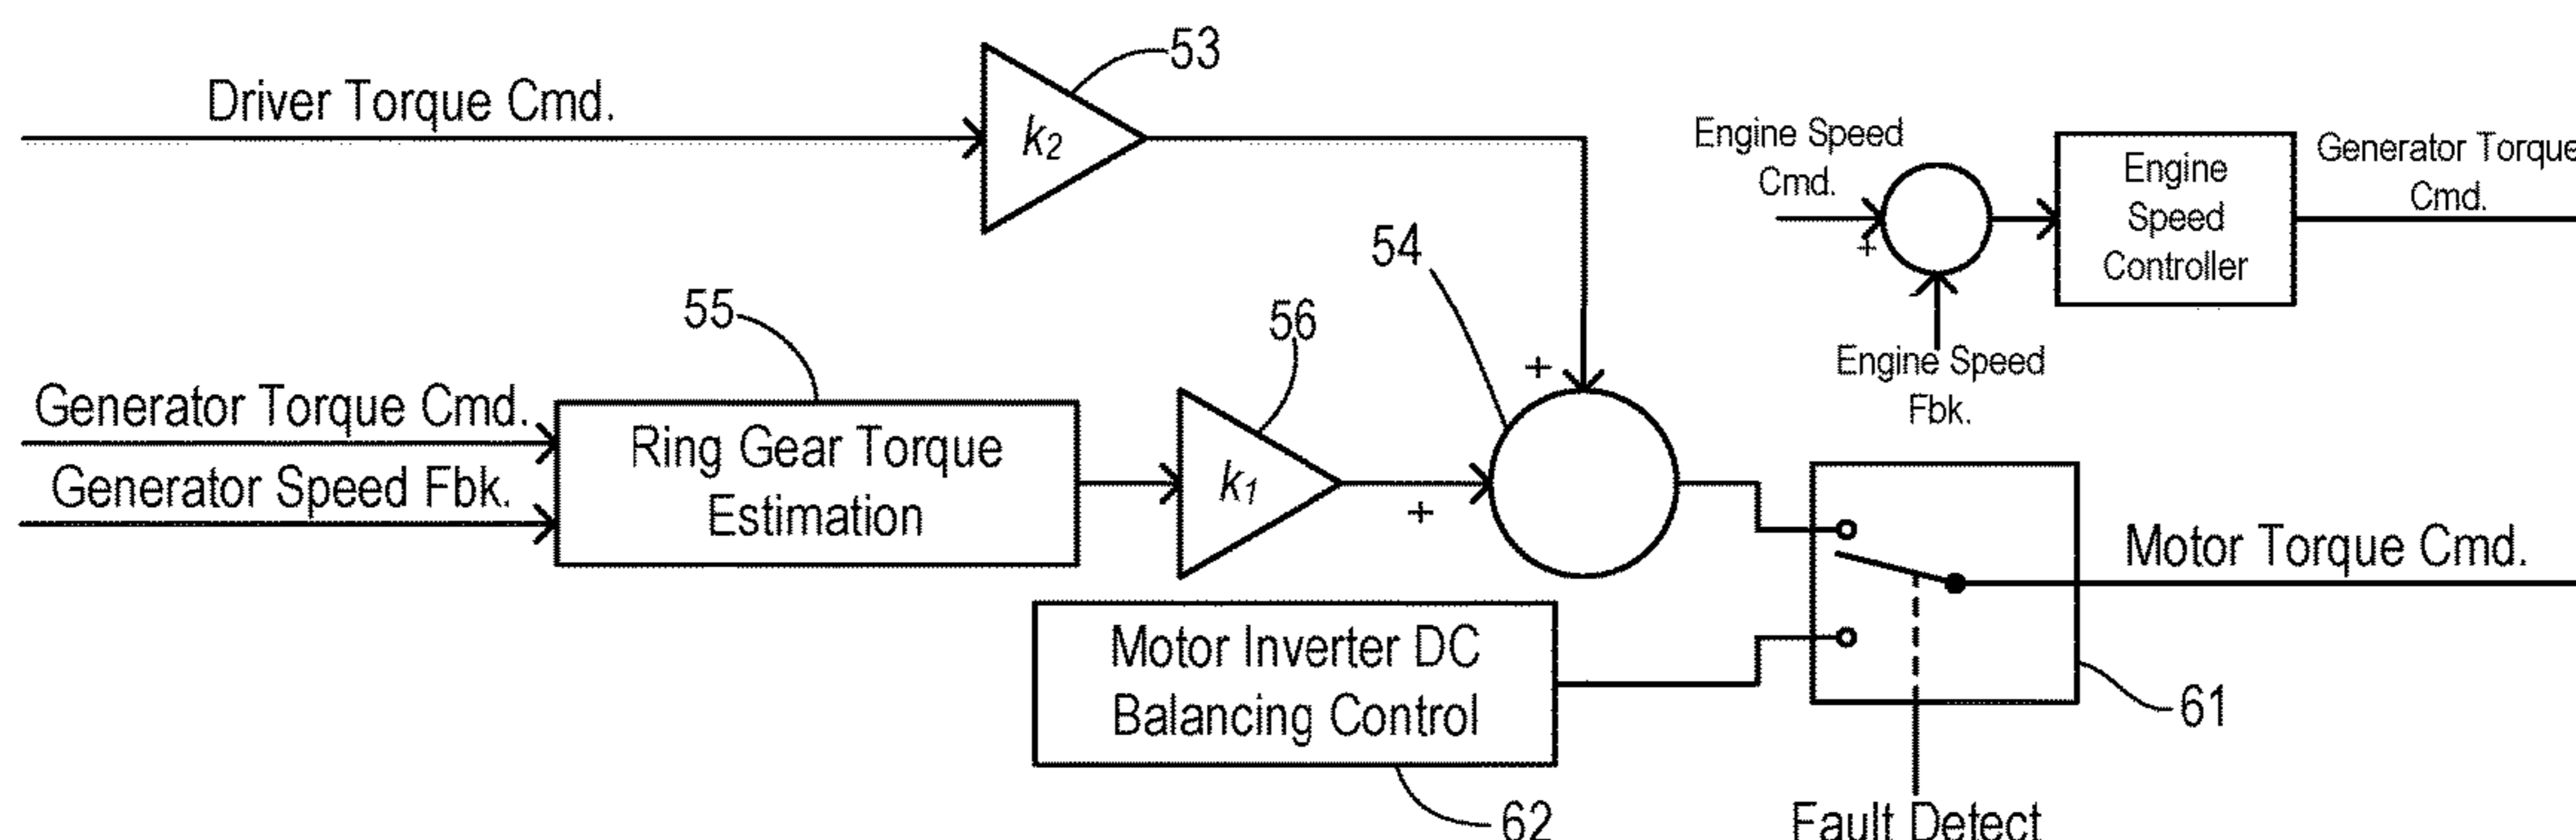 53
Driver Torque Cmd.
k2
Engine Speed
Cmd.
+
-
Engine
Speed
Controller
Generator Torque
Cmd.
Engine Speed
Fbk.
54
55
56
+
Generator Torque Cmd.
Generator Speed Fbk.
Ring Gear Torque
Estimation
k1
+
Motor Torque Cmd.
Motor Inverter DC
Balancing Control
61
62
Fault Detect